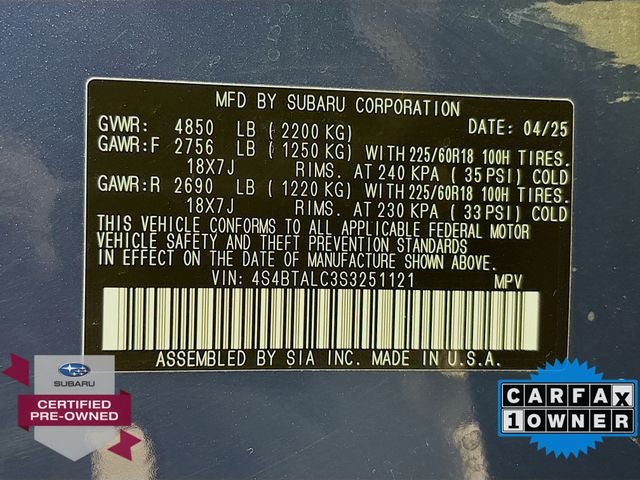 MFD BY SUBARU CORPORATION
GVWR: 4850 LB (2200 KG) DATE: 04/25
GAWR:F 2756 LB (1250 KG) WITH 225/60R18 100H TIRES.
18X7J RIMS. AT 240 KPA (35 PSI) COLD
GAWR:R 2690 LB (1220 KG) WITH 225/60R18 100H TIRES.
18X7J RIMS. AT 230 KPA (33 PSI) COLD
THIS VEHICLE CONFORMS TO ALL APPLICABLE FEDERAL MOTOR
VEHICLE SAFETY AND THEFT PREVENTION STANDARDS
IN EFFECT ON THE DATE OF MANUFACTURE SHOWN ABOVE.
VIN: 4S4BTALC3S3251121 MPV
ASSEMBLED BY SIA INC. MADE IN U.S.A.
SUBARU
CERTIFIED
PRE-OWNED
CARFAX
1 OWNER